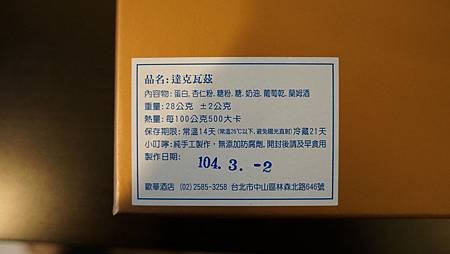 品名:達克瓦茲
內容物:蛋白.杏仁粉.糖粉.糖.奶油.葡萄乾.蘭姆酒
重量:28公克 ±2公克
熱量:每100公克500大卡
保存期限:常溫14天(常溫26℃以下,避免陽光直射)冷藏21天
小叮嚀:純手工製作,無添加防腐劑,開封後請及早食用
製作日期: 104. 3. -2
歐華酒店 (02)2585-3258 台北市中山區林森北路646號